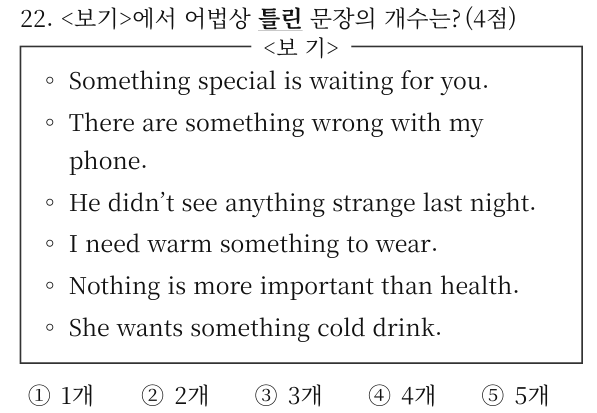 22. <보기>에서 어법상 틀린 문장의 개수는?(4점)
<보 기>
◦ Something special is waiting for you.
◦ There are something wrong with my
phone.
◦ He didn't see anything strange last night.
◦ I need warm something to wear.
◦ Nothing is more important than health.
◦ She wants something cold drink.
① 1개 ② 2개 ③ 3개 ④ 4개 ⑤ 5개